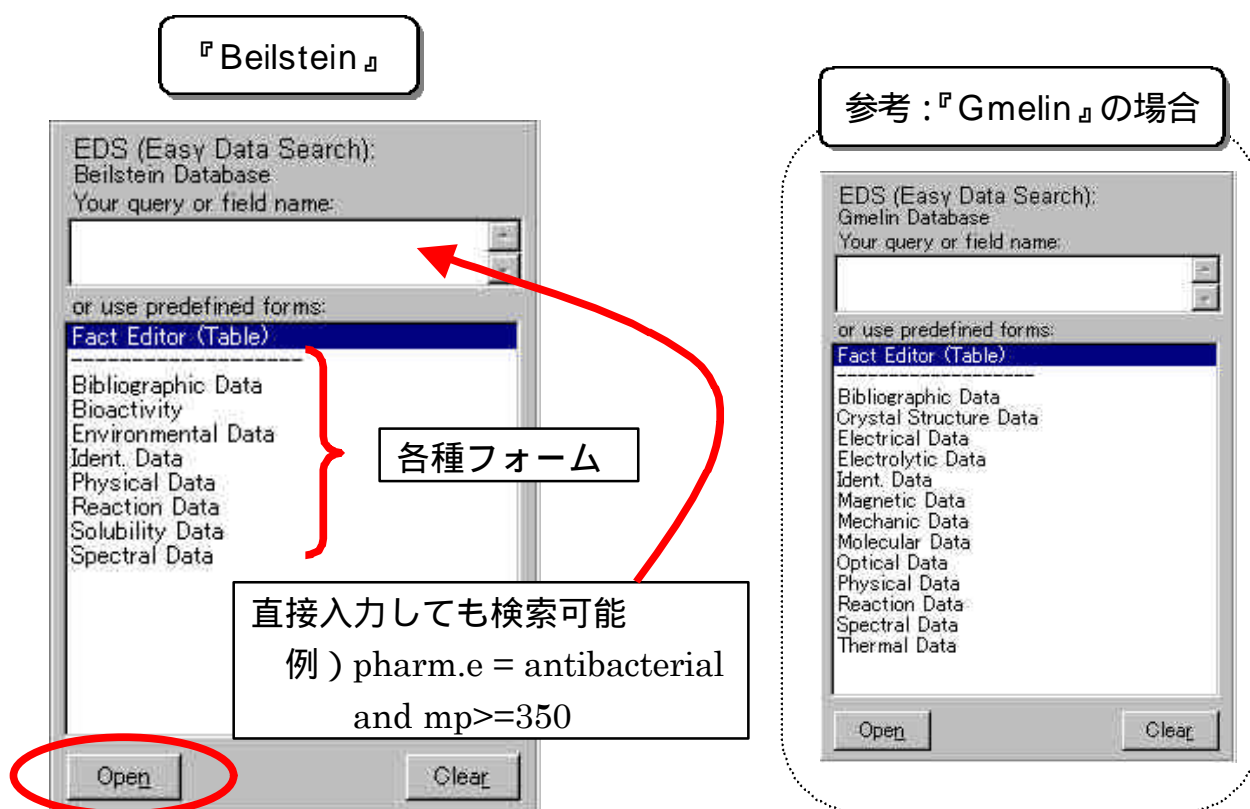 『Beilstein』
EDS (Easy Data Search):
Beilstein Database
Your query or field name:
or use predefined forms:
Fact Editor (Table)
--------------------
Bibliographic Data
Bioactivity
Environmental Data
Ident. Data
Physical Data
Reaction Data
Solubility Data
Spectral Data
各種フォーム
直接入力しても検索可能
例）pharm.e = antibacterial
and mp>=350
Open
Clear
参考:『Gmelin』の場合
EDS (Easy Data Search):
Gmelin Database
Your query or field name:
or use predefined forms:
Fact Editor (Table)
--------------------
Bibliographic Data
Crystal Structure Data
Electrical Data
Electrolytic Data
Ident. Data
Magnetic Data
Mechanic Data
Molecular Data
Optical Data
Physical Data
Reaction Data
Spectral Data
Thermal Data
Open
Clear